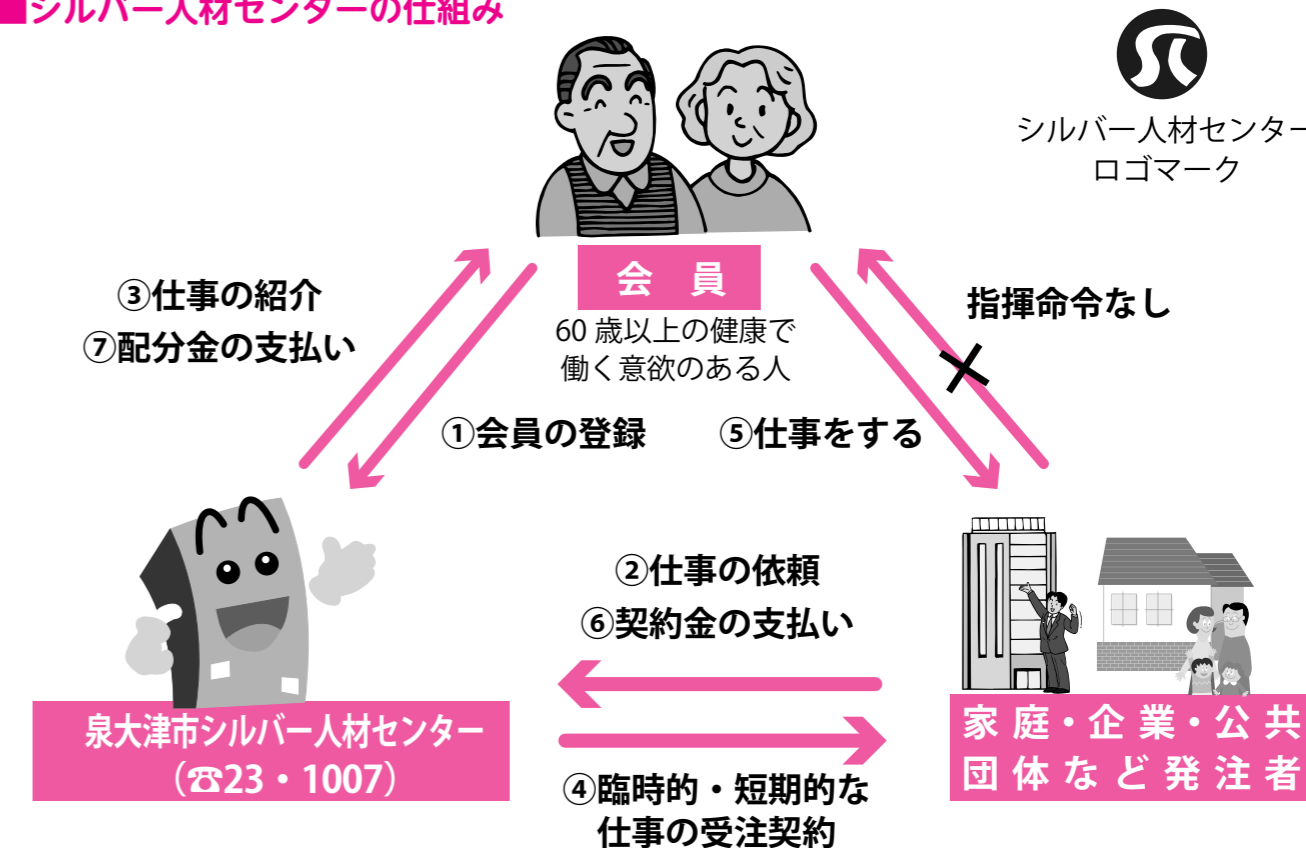 ■シルバー人材センターの仕組み
シルバー人材センター
ロゴマーク
会 員
60 歳以上の健康で
働く意欲のある人
③仕事の紹介
⑦配分金の支払い
指揮命令なし
①会員の登録
⑤仕事をする
②仕事の依頼
⑥契約金の支払い
泉大津市シルバー人材センター
（☎23・1007）
家庭・企業・公共
団体など発注者
④臨時的・短期的な
仕事の受注契約